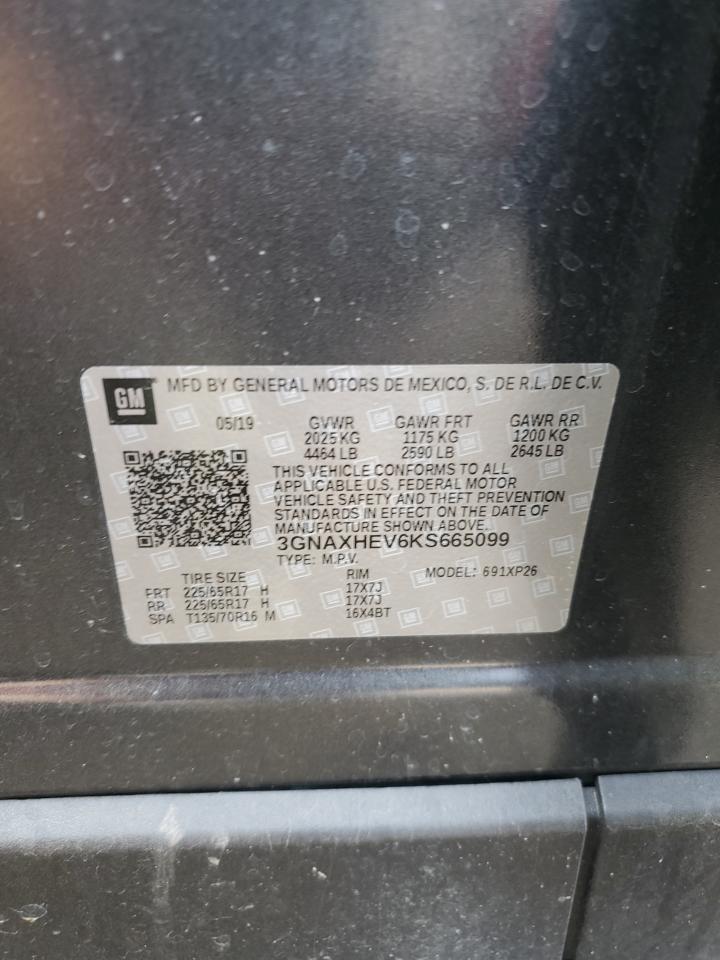 GM MFD BY GENERAL MOTORS DE MEXICO, S. DE R.L. DE C.V.
05/19 GVWR GAWR FRT GAWR RR
2025 KG 1175 KG 1200 KG
4464 LB 2590 LB 2645 LB
THIS VEHICLE CONFORMS TO ALL
APPLICABLE U.S. FEDERAL MOTOR
VEHICLE SAFETY AND THEFT PREVENTION
STANDARDS IN EFFECT ON THE DATE OF
MANUFACTURE SHOWN ABOVE.
3GNAXHEV6KS665099
TYPE: M.P.V. MODEL: 691XP26
TIRE SIZE RIM
FRT 225/65R17 H 17X7J
RR 225/65R17 H 17X7J
SPA T135/70R16 M 16X4BT